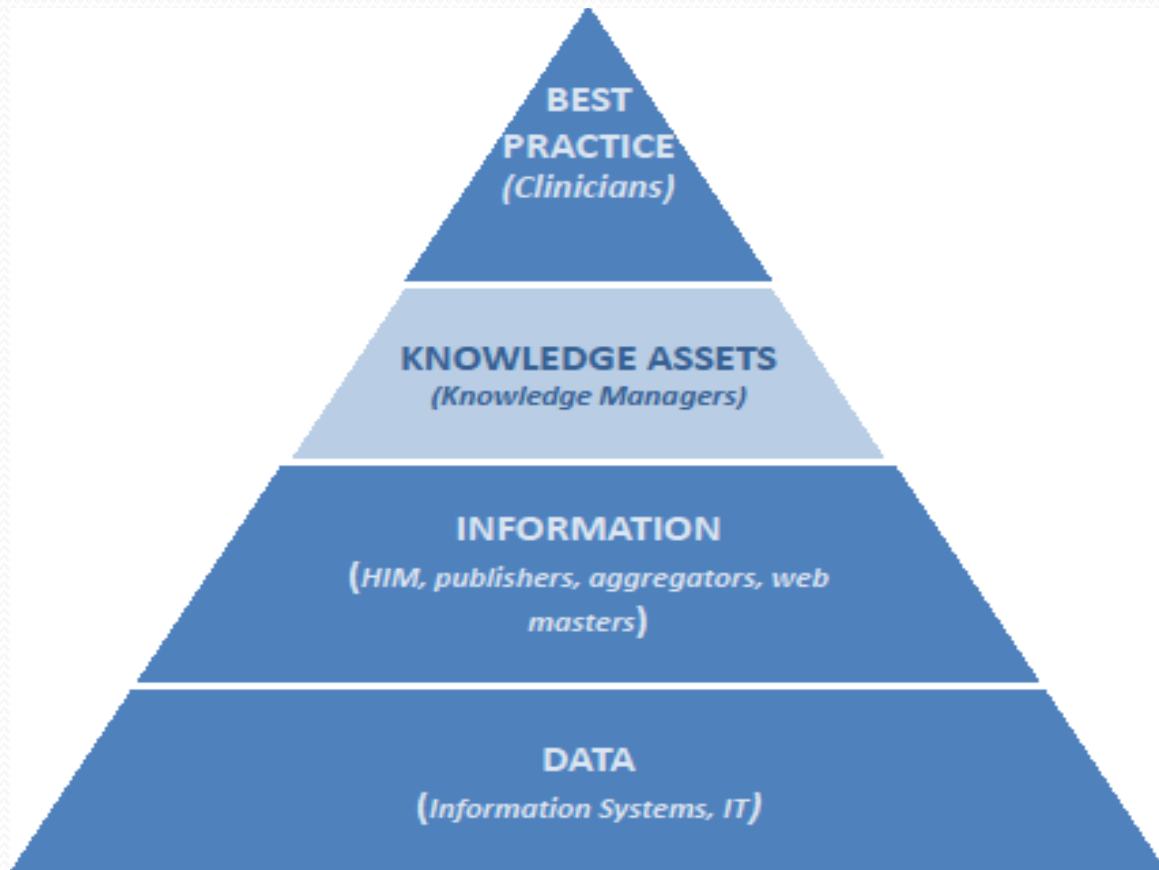 BEST
PRACTICE
(Clinicians)
KNOWLEDGE ASSETS
(Knowledge Managers)
INFORMATION
(HIM, publishers, aggregators, web
masters)
DATA
(Information Systems, IT)